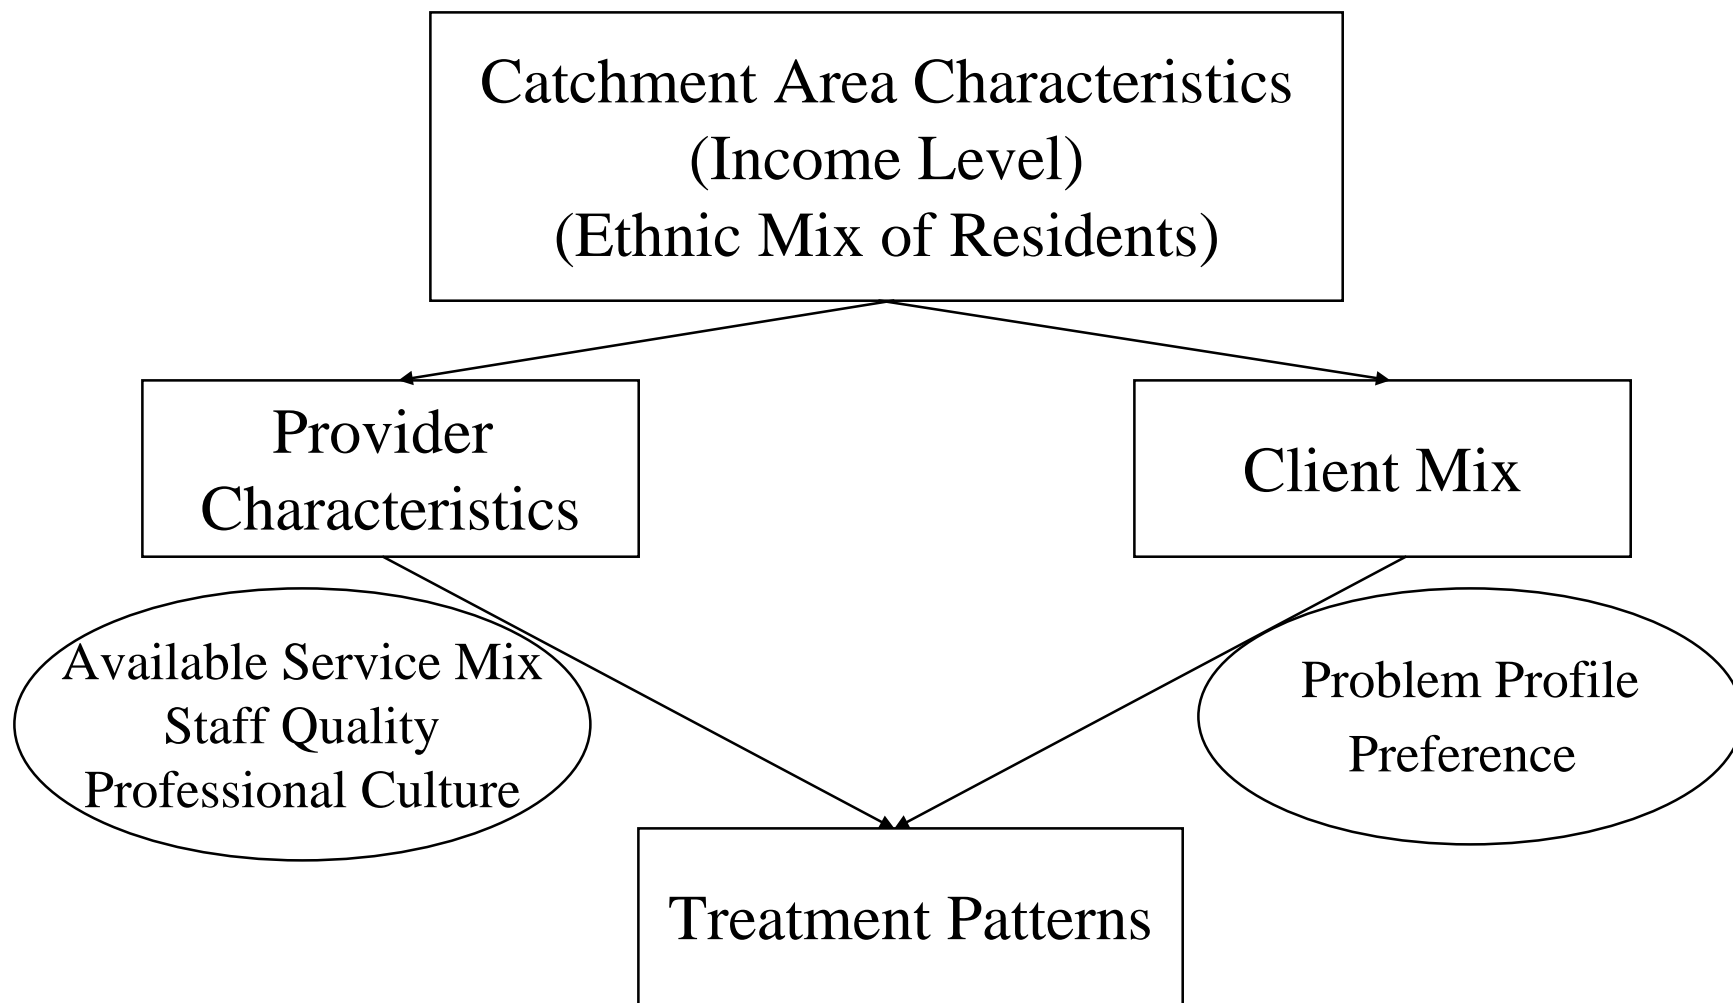 Catchment Area Characteristics
(Income Level)
(Ethnic Mix of Residents)
Provider
Characteristics
Client Mix
Available Service Mix
Staff Quality
Professional Culture
Problem Profile
Preference
Treatment Patterns